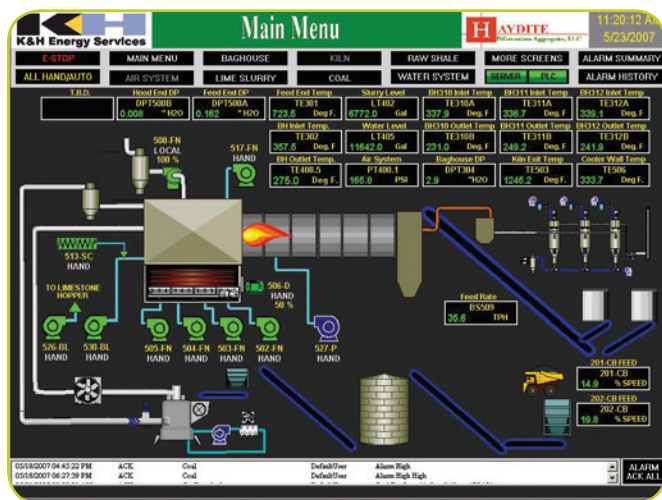 K&H Energy Services
Main Menu
HAYDITE
DiGeronimo Aggregates, LLC
11:20:12 AM
5/23/2007
E-STOP MAIN MENU BAGHOUSE KILN RAW SHALE MORE SCREENS ALARM SUMMARY
ALL HAND/AUTO AIR SYSTEM LIME SLURRY COAL WATER SYSTEM SERVER PLC ALARM HISTORY
T.B.D. Hood End DP Feed End DP Feed End Temp Slurry Level BH310 Inlet Temp BH311 Inlet Temp BH312 Inlet Temp
DPT500B DPT500A TE301 LT402 TE310A TE311A TE312A
0.008 "H2O 0.162 "H2O 723.5 Deg F. 6772.0 Gal 337.9 Deg. F 336.7 Deg. F 339.1 Deg. F
BH Inlet Temp. Water Level BH310 Outlet Temp BH311 Outlet Temp BH312 Outlet Temp
TE302 LT405 TE310B TE311B TE312B
357.5 Deg. F 11642.0 Gal 231.0 Deg. F 249.2 Deg. F 241.9 Deg. F
BH Outlet Temp. Air System Baghouse DP Kiln Exit Temp Cooler Wall Temp
TE408.5 PT400.1 DPT304 TE503 TE506
275.0 Deg F. 165.8 PSI 2.9 "H2O 1245.2 Deg F 333.7 Deg. F
508-FN
LOCAL
100 %
517-FN
HAND
513-SC
HAND
TO LIMESTONE
HOPPER
506-D
HAND
50 %
526-BL
HAND
530-BL
HAND
505-FN
HAND
504-FN
HAND
503-FN
HAND
502-FN
HAND
527-P
HAND
Feed Rate
BS509
35.6 TPH
201-CB FEED
201-CB
14.9 % SPEED
202-CB FEED
202-CB
19.8 % SPEED
05/18/2007 04:45:22 PM ACK Coal DefaultUser Alarm High
05/18/2007 06:27:39 PM ACK Coal DefaultUser Alarm High High
ALARM
ACK ALL